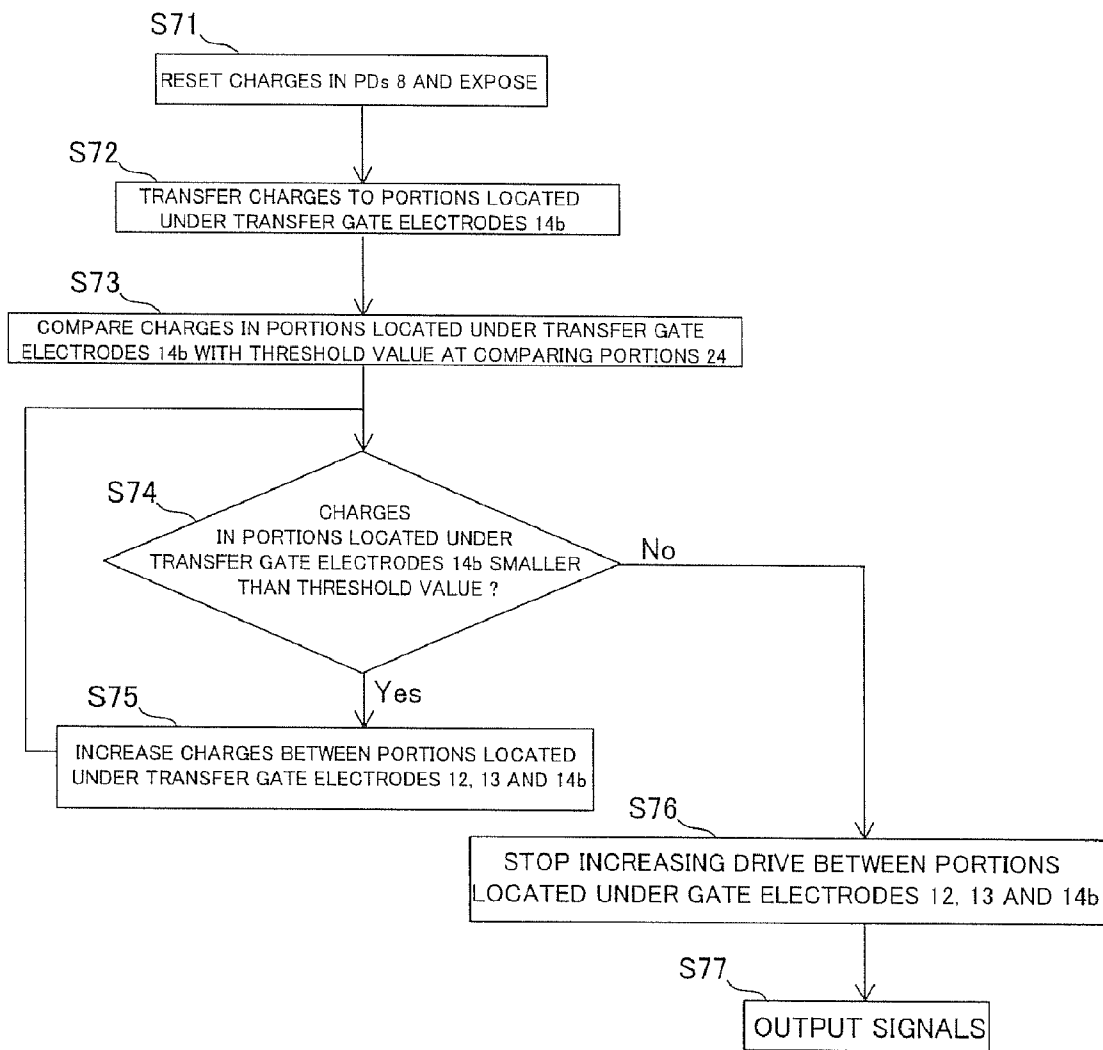 S71
RESET CHARGES IN PDs 8 AND EXPOSE
S72
TRANSFER CHARGES TO PORTIONS LOCATED
UNDER TRANSFER GATE ELECTRODES 14b
S73
COMPARE CHARGES IN PORTIONS LOCATED UNDER TRANSFER GATE
ELECTRODES 14b WITH THRESHOLD VALUE AT COMPARING PORTIONS 24
S74
CHARGES
IN PORTIONS LOCATED UNDER
TRANSFER GATE ELECTRODES 14b SMALLER
THAN THRESHOLD VALUE ?
No
Yes
S75
INCREASE CHARGES BETWEEN PORTIONS LOCATED
UNDER TRANSFER GATE ELECTRODES 12, 13 AND 14b
S76
STOP INCREASING DRIVE BETWEEN PORTIONS
LOCATED UNDER GATE ELECTRODES 12, 13 AND 14b
S77
OUTPUT SIGNALS